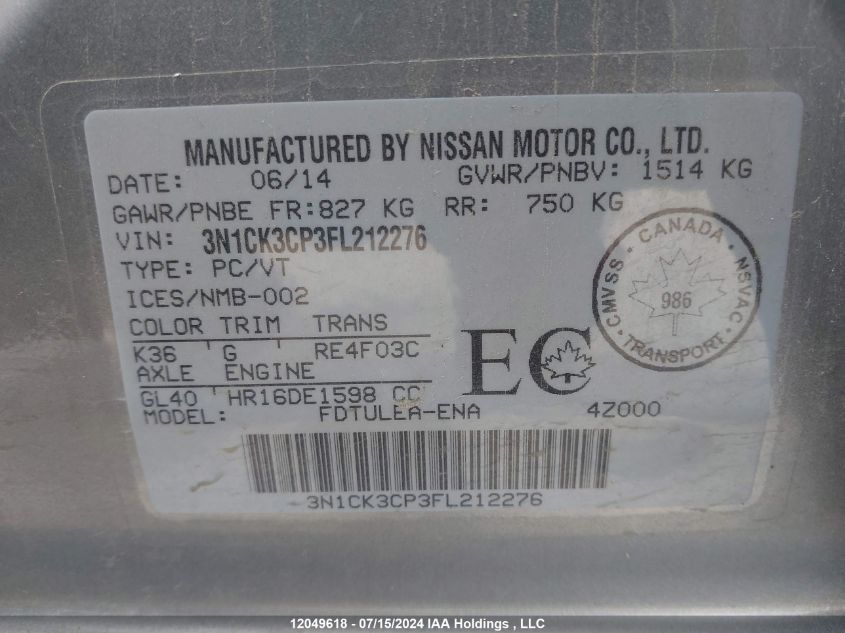 MANUFACTURED BY NISSAN MOTOR CO., LTD.
DATE: 06/14 GVWR/PNBV: 1514 KG
GAWR/PNBE FR:827 KG RR: 750 KG
VIN: 3N1CK3CP3FL212276
TYPE: PC/VT
ICES/NMB-002
COLOR TRIM TRANS
K36 ' G ' RE4F03C
AXLE ENGINE
GL40 'HR16DE1598 CC
MODEL: FDTULEA-ENA 4Z000
EC
CANADA
CMVSS • NSVAC
986
TRANSPORT
3N1CK3CP3FL212276
12049618 - 07/15/2024 IAA Holdings , LLC